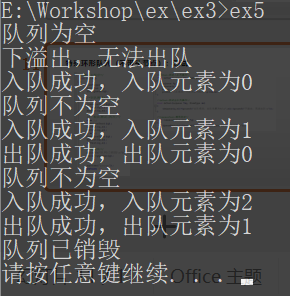 E:\Workshop\ex\ex3>ex5
队列为空
下溢出，无法出队
入队成功，入队元素为0
队列不为空
入队成功，入队元素为1
出队成功，出队元素为0
队列不为空
入队成功，入队元素为2
出队成功，出队元素为1
队列已销毁
请按任意键继续. . .
Office 主题